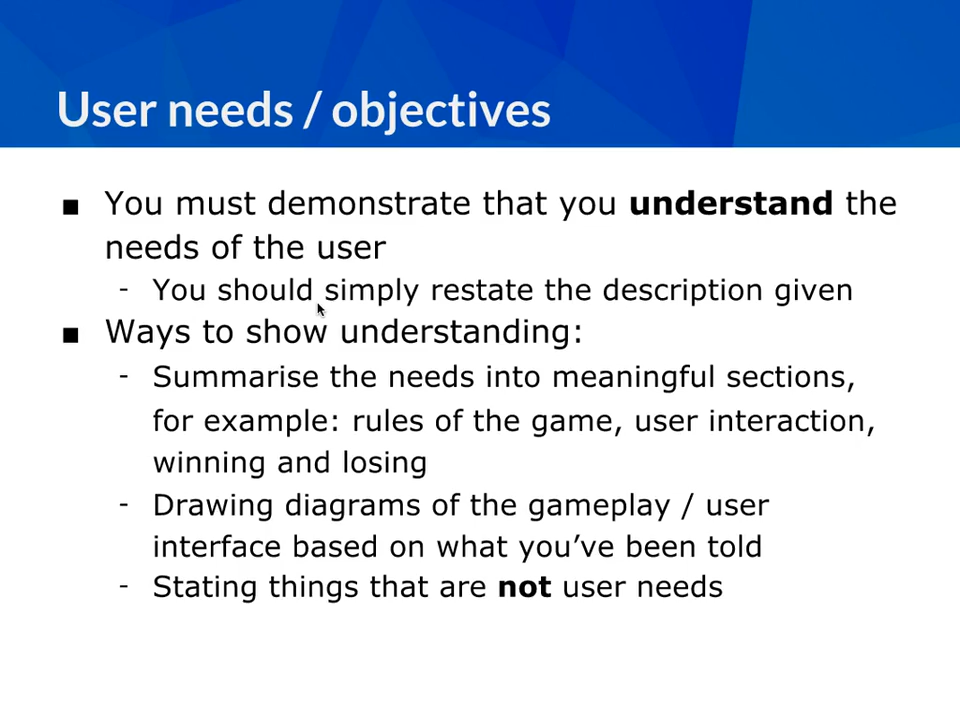 User needs / objectives
▪ You must demonstrate that you understand the
needs of the user
- You should simply restate the description given
▪ Ways to show understanding:
- Summarise the needs into meaningful sections,
for example: rules of the game, user interaction,
winning and losing
- Drawing diagrams of the gameplay / user
interface based on what you’ve been told
- Stating things that are not user needs